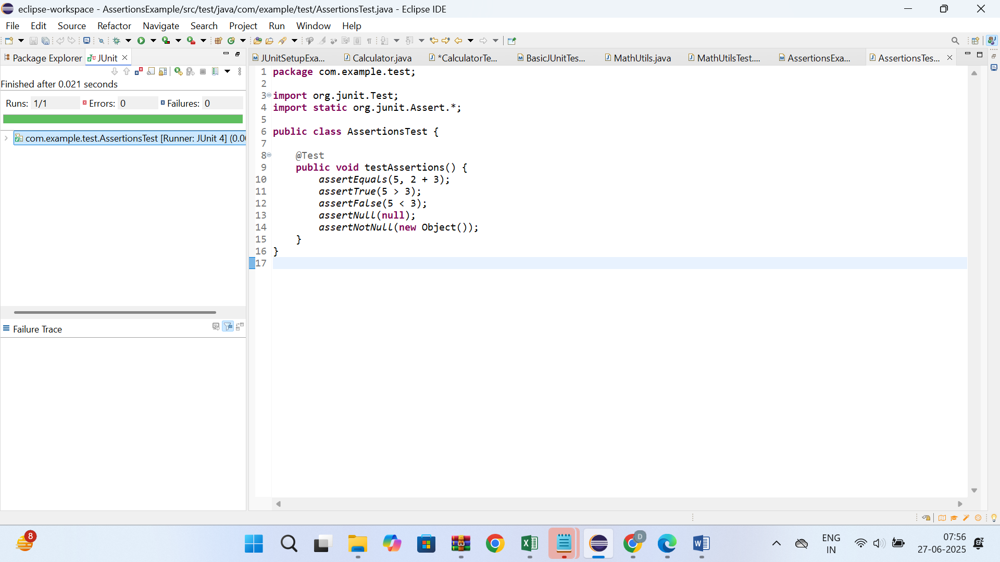 eclipse-workspace - AssertionsExample/src/test/java/com/example/test/AssertionsTest.java - Eclipse IDE
File Edit Source Refactor Navigate Search Project Run Window Help
Package Explorer JUnit
JUnitSetupExa... Calculator.java *CalculatorTe... BasicJUnitTes... MathUtils.java MathUtilsTest.... AssertionsExa... AssertionsTes...
Finished after 0.021 seconds
Runs: 1/1 Errors: 0 Failures: 0
com.example.test.AssertionsTest [Runner: JUnit 4] (0.0
Failure Trace
1 package com.example.test;
2
3 import org.junit.Test;
4 import static org.junit.Assert.*;
5
6 public class AssertionsTest {
7
8 @Test
9 public void testAssertions() {
10 assertEquals(5, 2 + 3);
11 assertTrue(5 > 3);
12 assertFalse(5 < 3);
13 assertNull(null);
14 assertNotNull(new Object());
15 }
16 }
17
8
D
ENG
IN
07:56
27-06-2025